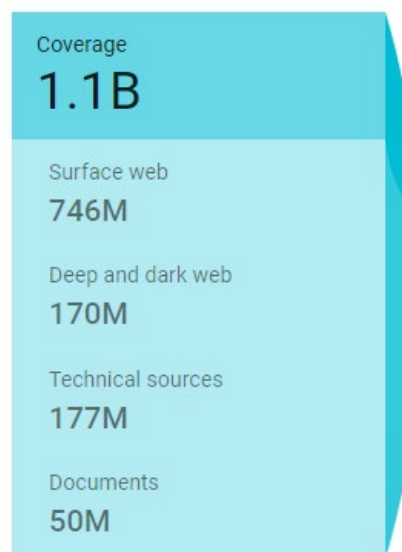 Coverage
1.1B
Surface web
746M
Deep and dark web
170M
Technical sources
177M
Documents
50M